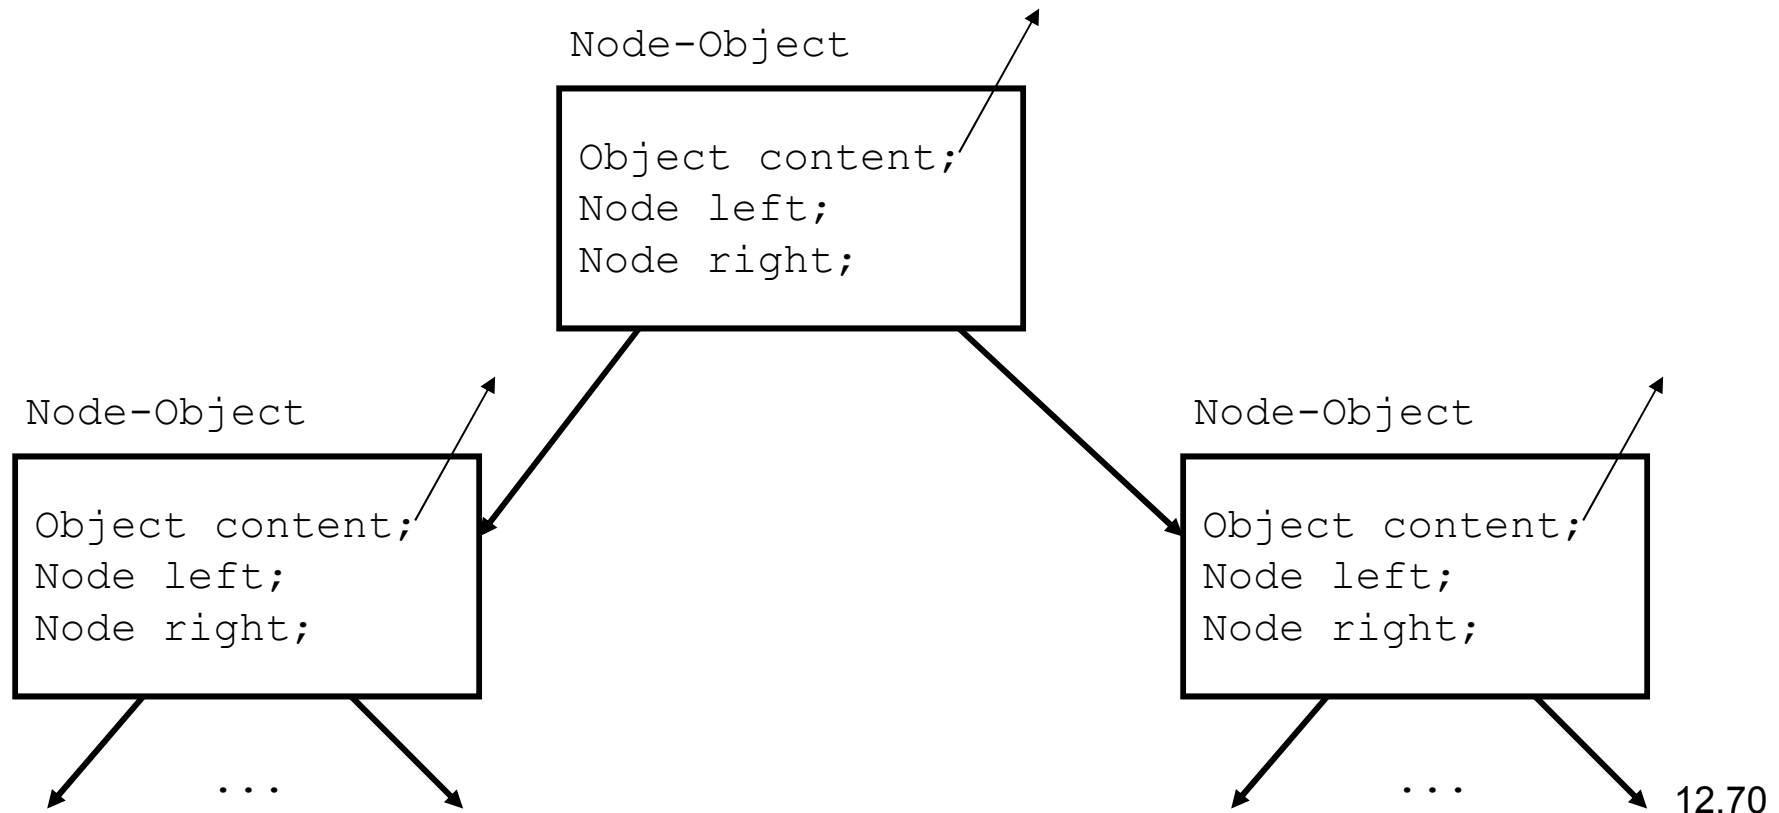 Node-Object
Object content;
Node left;
Node right;
Node-Object
Object content;
Node left;
Node right;
...
Node-Object
Object content;
Node left;
Node right;
...
12.70